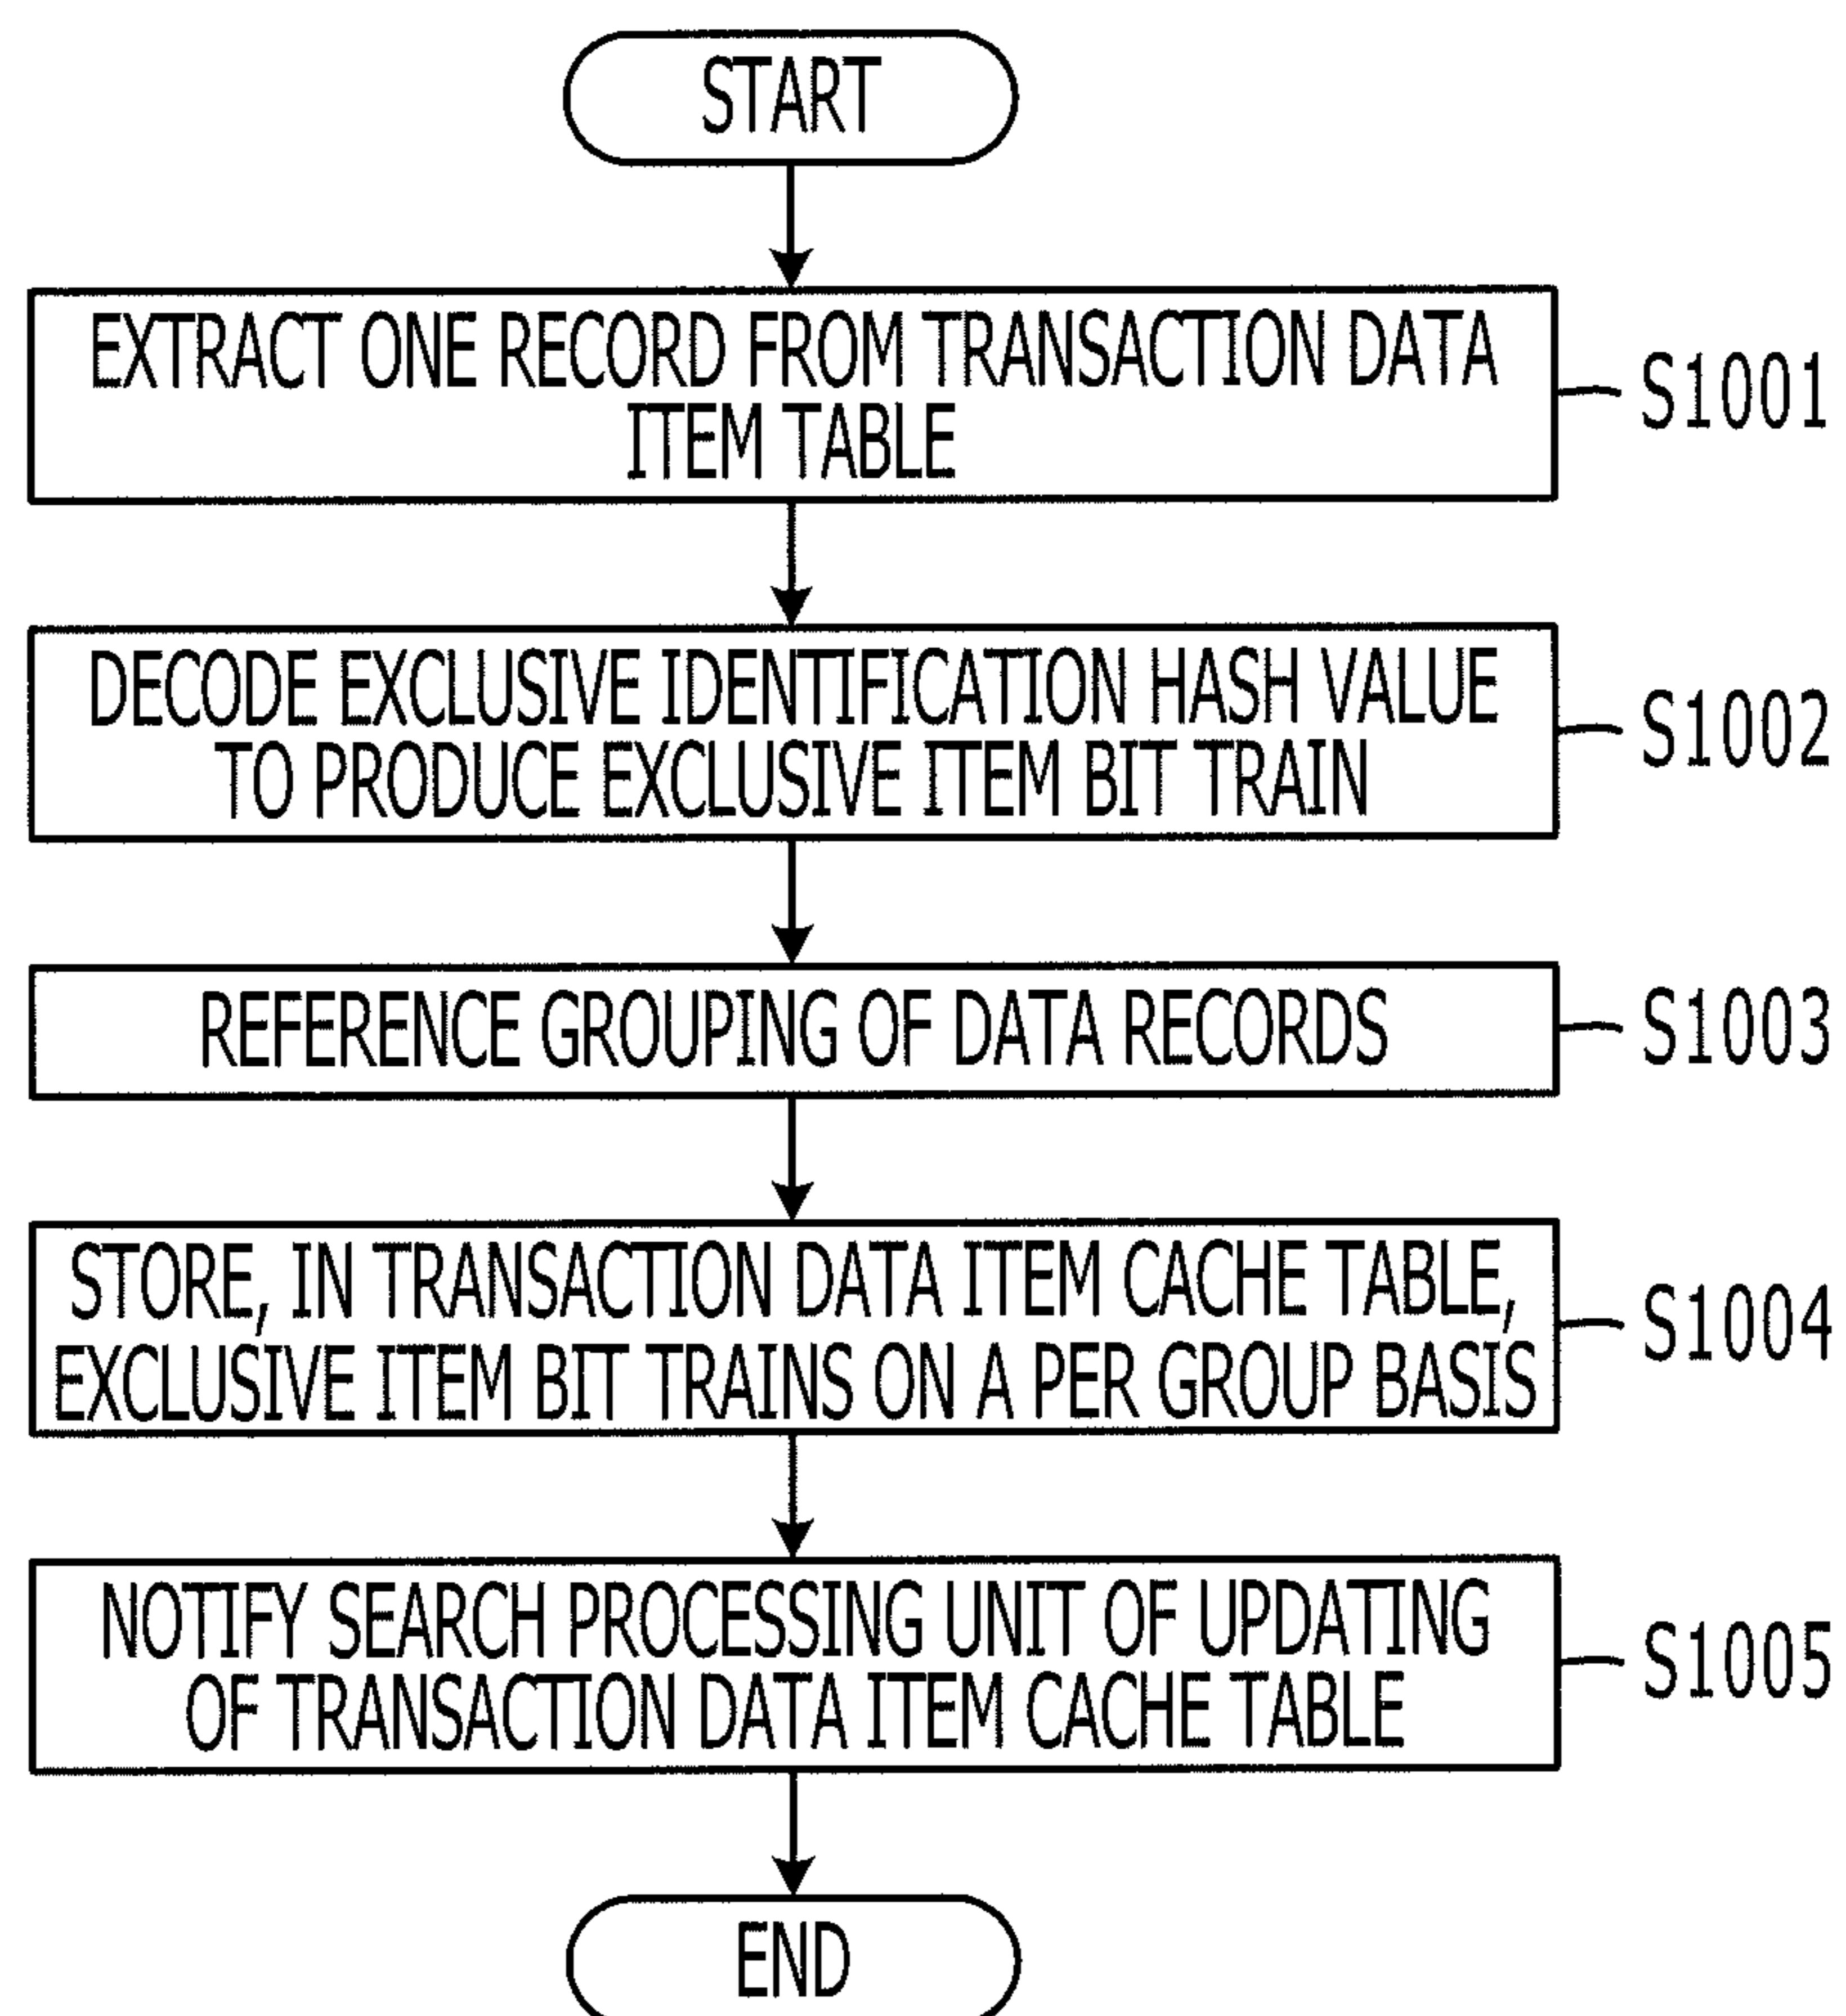 START
EXTRACT ONE RECORD FROM TRANSACTION DATA
ITEM TABLE
S1001
DECODE EXCLUSIVE IDENTIFICATION HASH VALUE
TO PRODUCE EXCLUSIVE ITEM BIT TRAIN
S1002
REFERENCE GROUPING OF DATA RECORDS
S1003
STORE, IN TRANSACTION DATA ITEM CACHE TABLE,
EXCLUSIVE ITEM BIT TRAINS ON A PER GROUP BASIS
S1004
NOTIFY SEARCH PROCESSING UNIT OF UPDATING
OF TRANSACTION DATA ITEM CACHE TABLE
S1005
END